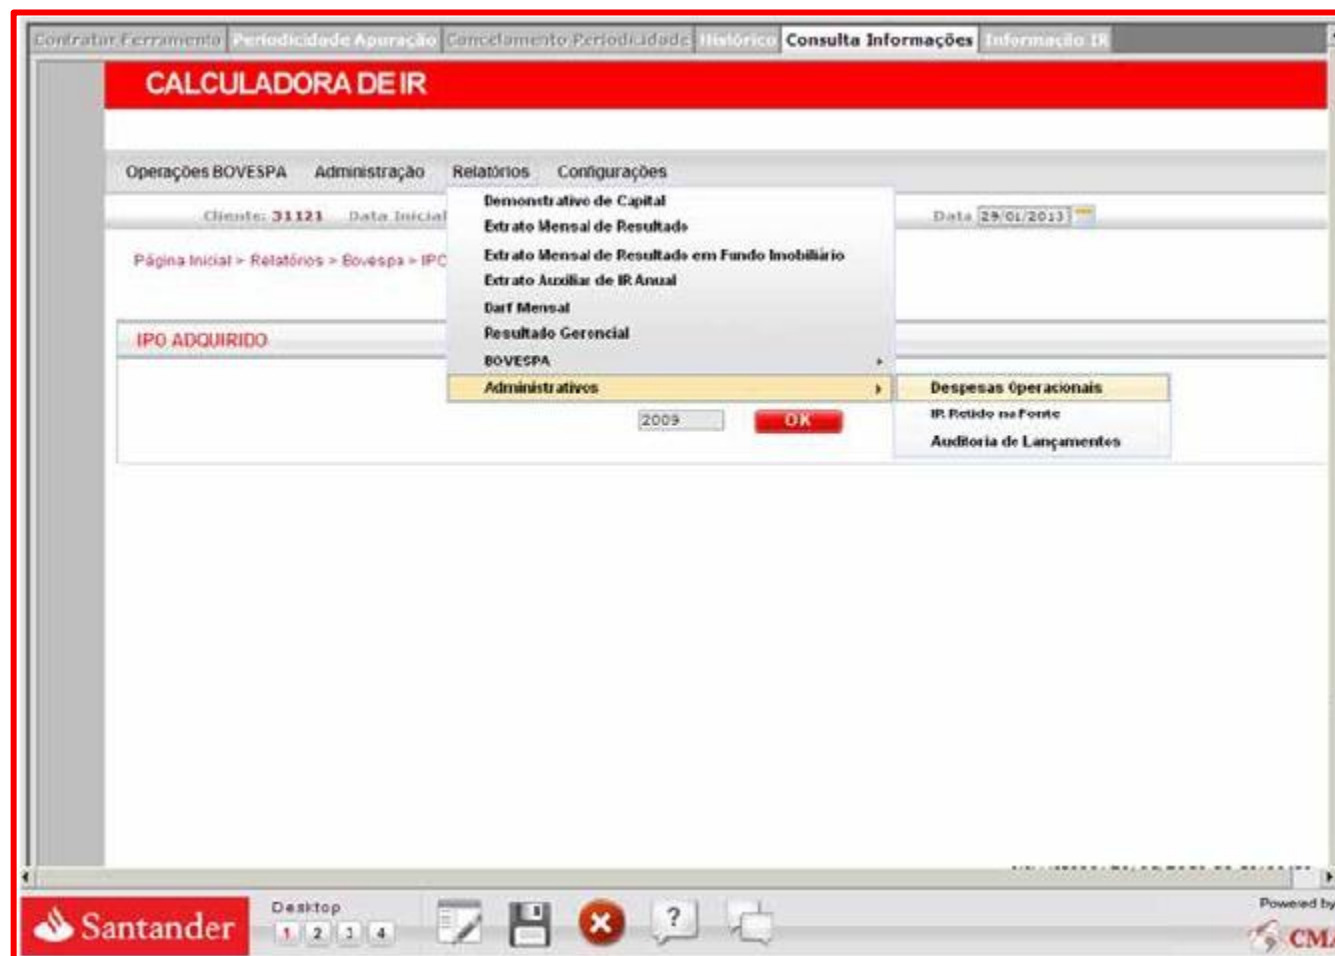 Contratar Ferramenta Periodicidade Apuração Cancelamento Periodicidade Histórico Consulta Informações Informação IR
CALCULADORA DE IR
Operações BOVESPA Administração Relatórios Configurações
Cliente: 31121 Data Inicial
Data 29/01/2013
Página Inicial > Relatórios > Bovespa > IPO
Demonstrativo de Capital
Extrato Mensal de Resultado
Extrato Mensal de Resultado em Fundo Imobiliário
Extrato Auxiliar de IR Anual
Darf Mensal
Resultado Gerencial
BOVESPA
Administrativos
Despesas Operacionais
IR Retido na Fonte
Auditoria de Lançamentos
IPO ADQUIRIDO
2009 OK
Santander
Desktop
1 2 3 4
?
Powered by
CMA